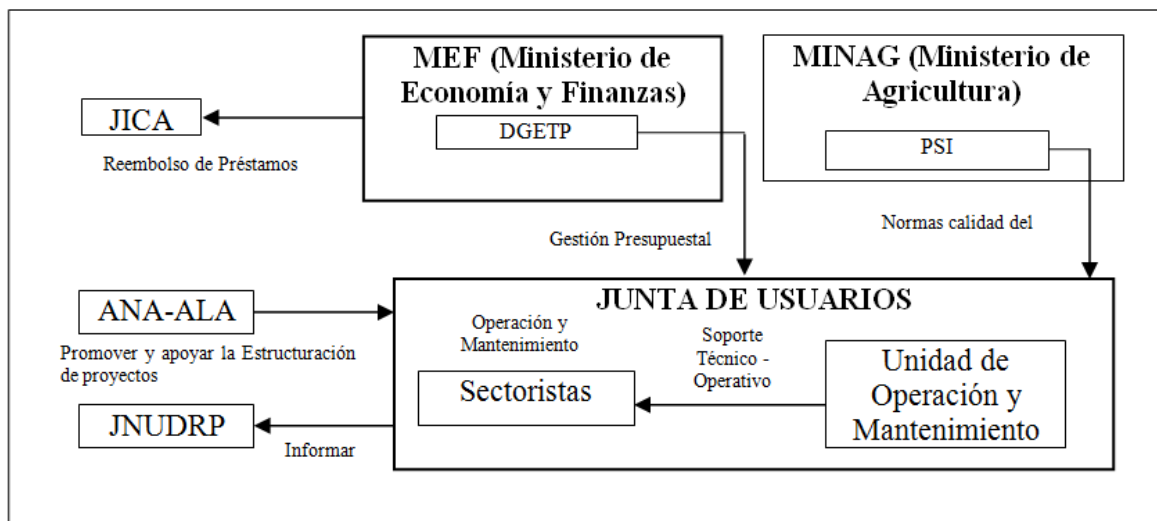 MEF (Ministerio de
Economía y Finanzas)
DGETP
MINAG (Ministerio de
Agricultura)
PSI
JICA
Reembolso de Préstamos
Gestión Presupuestal
Normas calidad del
ANA-ALA
Promover y apoyar la Estructuración
de proyectos
JNUDRP
Informar
JUNTA DE USUARIOS
Operación y
Mantenimiento
Sectoristas
Soporte
Técnico -
Operativo
Unidad de
Operación y
Mantenimiento